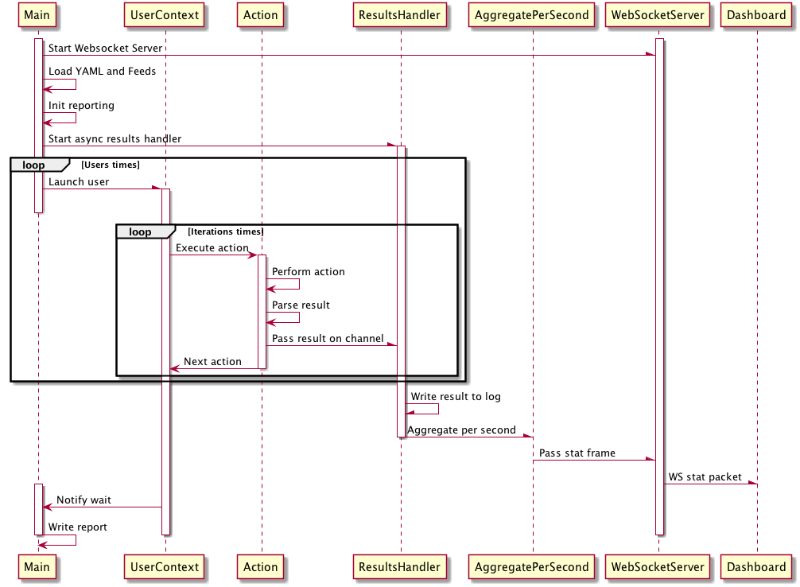 Main UserContext Action ResultsHandler AggregatePerSecond WebSocketServer Dashboard
Start Websocket Server
Load YAML and Feeds
Init reporting
Start async results handler
loop [Users times]
Launch user
loop [Iterations times]
Execute action
Perform action
Parse result
Pass result on channel
Next action
Write result to log
Aggregate per second
Pass stat frame
WS stat packet
Notify wait
Write report
Main UserContext Action ResultsHandler AggregatePerSecond WebSocketServer Dashboard